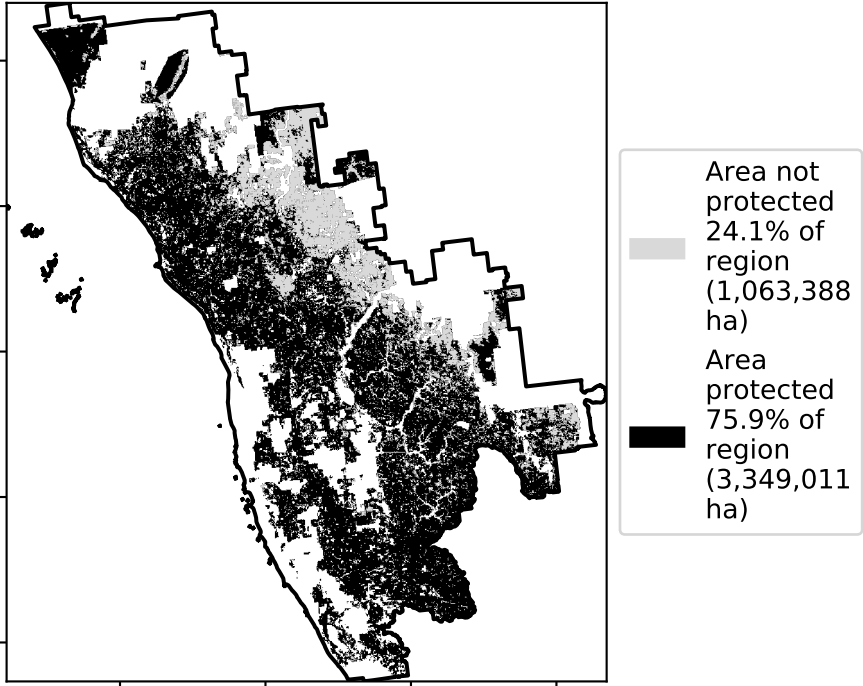 Area not
protected
24.1% of
region
(1,063,388
ha)
Area
protected
75.9% of
region
(3,349,011
ha)